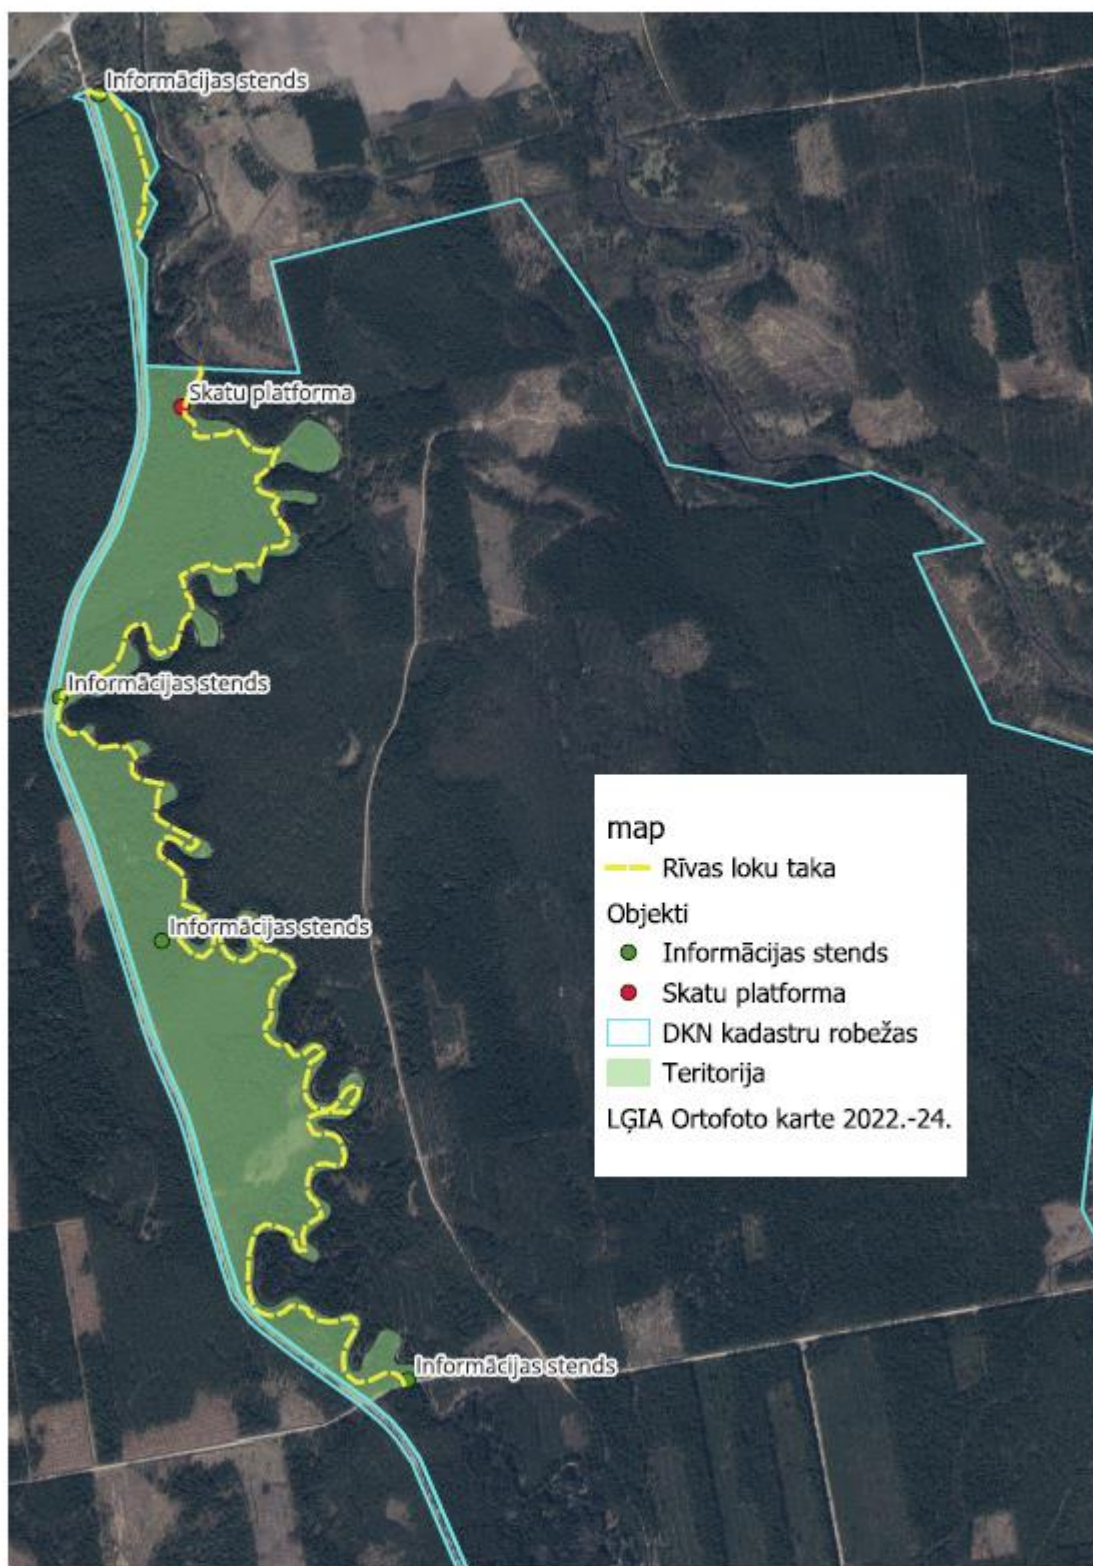 Informācijas stends
Skatu platforma
Informācijas stends
Informācijas stends
Informācijas stends
map
Rīvas loku taka
Objekti
Informācijas stends
Skatu platforma
DKN kadastru robežas
Teritorija
LĢIA Ortofoto karte 2022.-24.